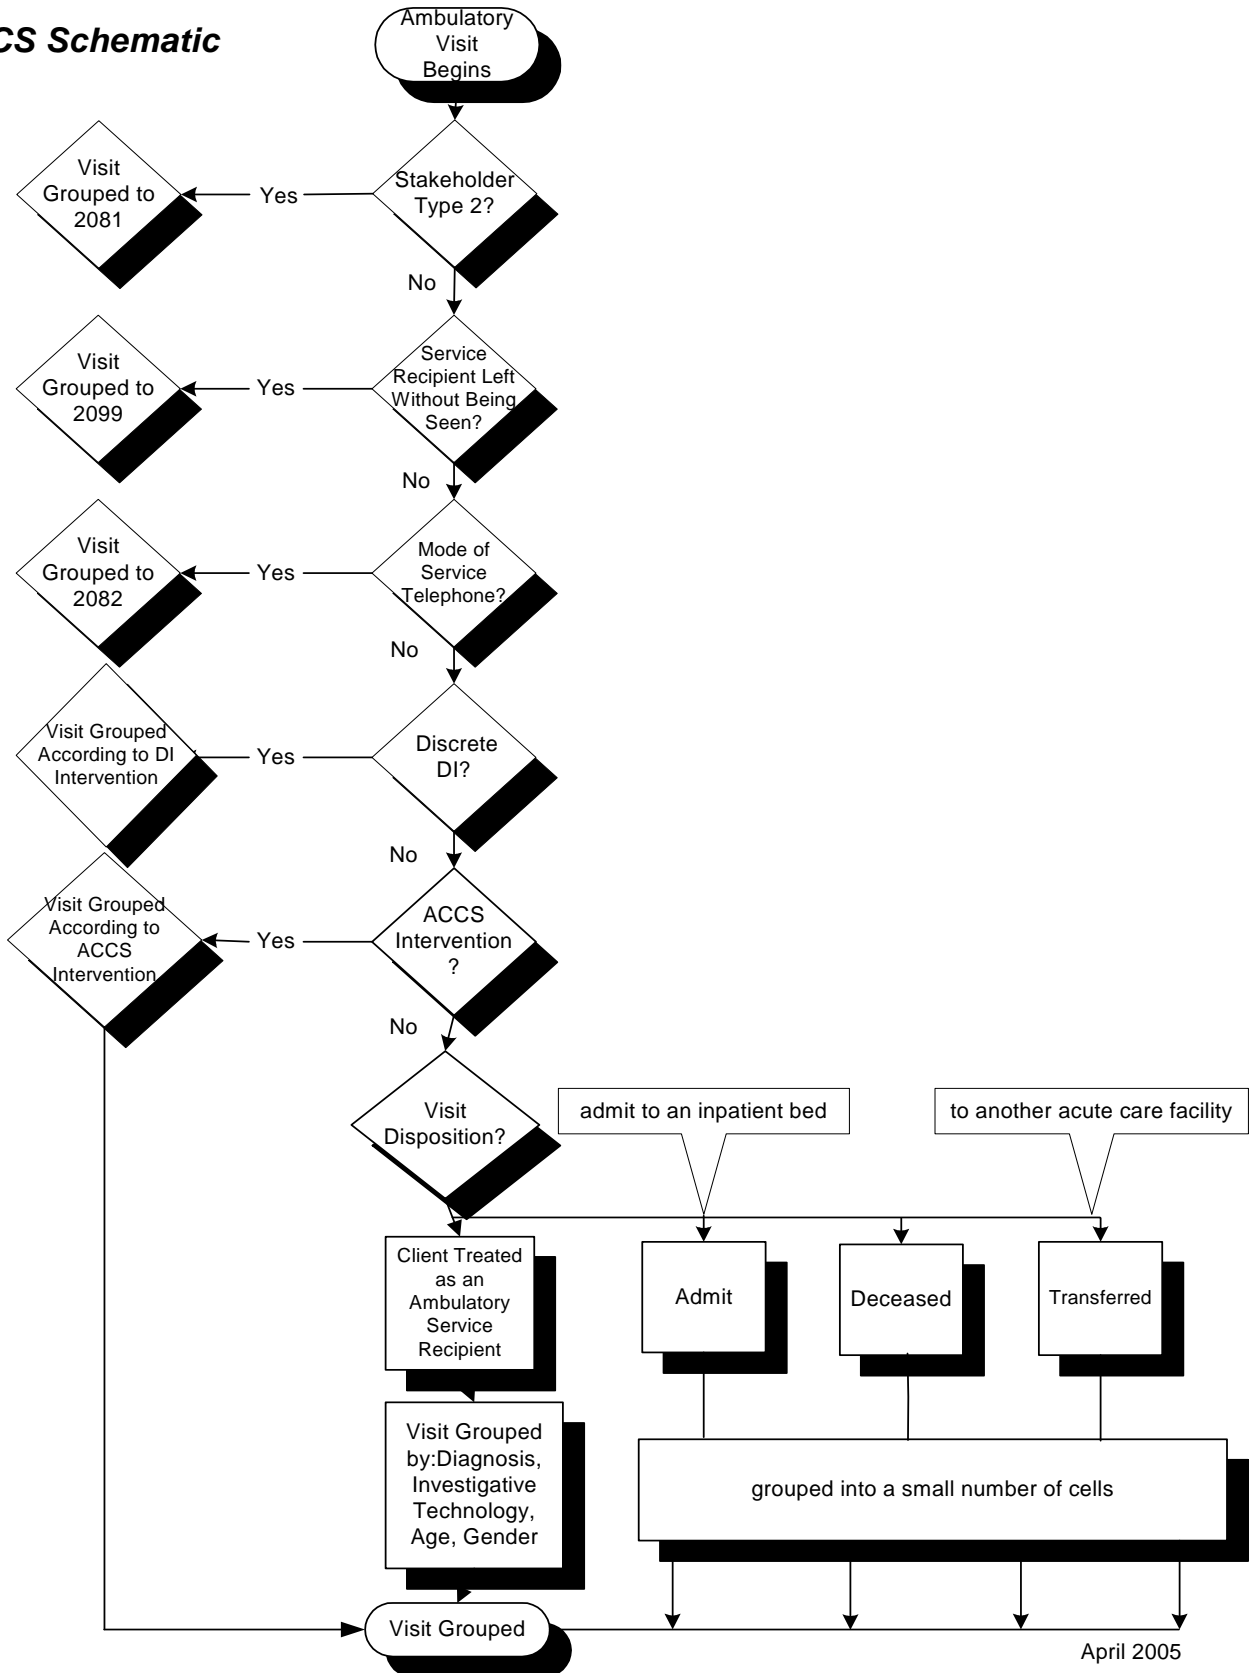 CS Schematic
Ambulatory
Visit
Begins
Visit
Grouped to
2081
Yes
Stakeholder
Type 2?
No
Visit
Grouped to
2099
Yes
Service
Recipient Left
Without Being
Seen?
No
Visit
Grouped to
2082
Yes
Mode of
Service
Telephone?
No
Visit Grouped
According to DI
Intervention
Yes
Discrete
DI?
No
Visit Grouped
According to
ACCS
Intervention
Yes
ACCS
Intervention
?
No
Visit
Disposition?
admit to an inpatient bed
to another acute care facility
Client Treated
as an
Ambulatory
Service
Recipient
Admit
Deceased
Transferred
Visit Grouped
by:Diagnosis,
Investigative
Technology,
Age, Gender
grouped into a small number of cells
Visit Grouped
April 2005